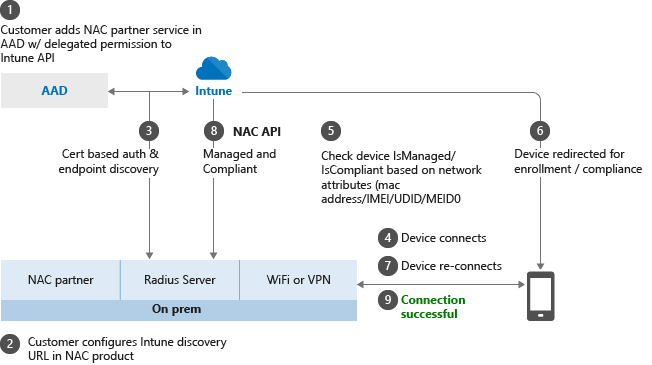 1
Customer adds NAC partner service in
AAD w/ delegated permission to
Intune API
AAD
Intune
3
Cert based auth &
endpoint discovery
8 NAC API
Managed and
Compliant
5
Check device IsManaged/
IsCompliant based on network
attributes (mac
address/IMEI/UDID/MEID0
6
Device redirected for
enrollment / compliance
4 Device connects
7 Device re-connects
9 Connection
successful
NAC partner
Radius Server
WiFi or VPN
On prem
2 Customer configures Intune discovery
URL in NAC product